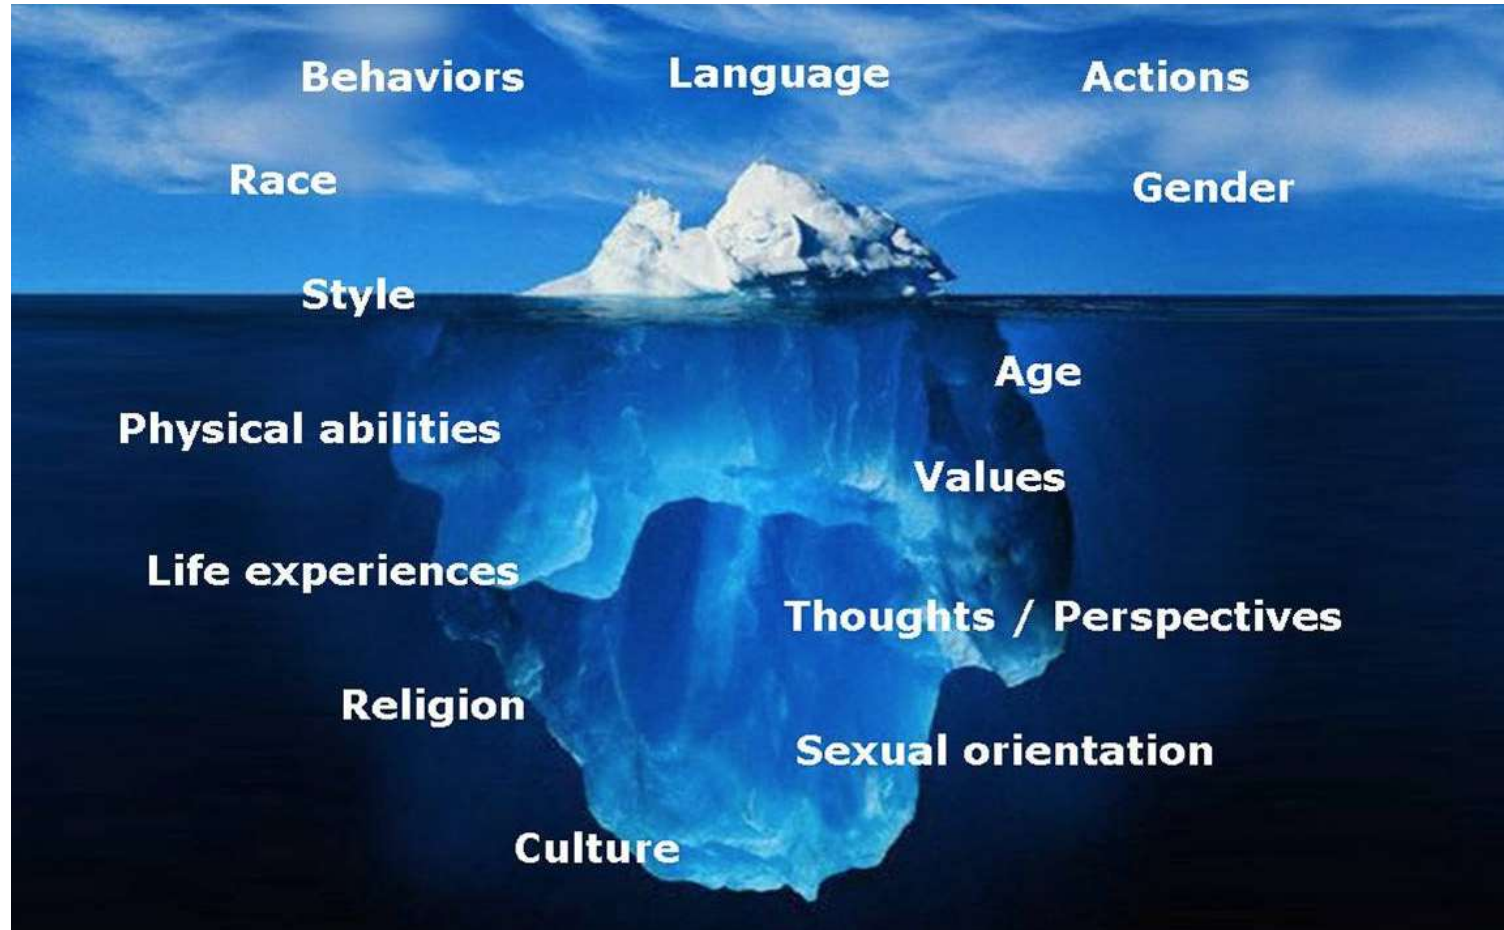 Behaviors
Language
Actions
Race
Gender
Style
Age
Physical abilities
Values
Life experiences
Thoughts / Perspectives
Religion
Sexual orientation
Culture